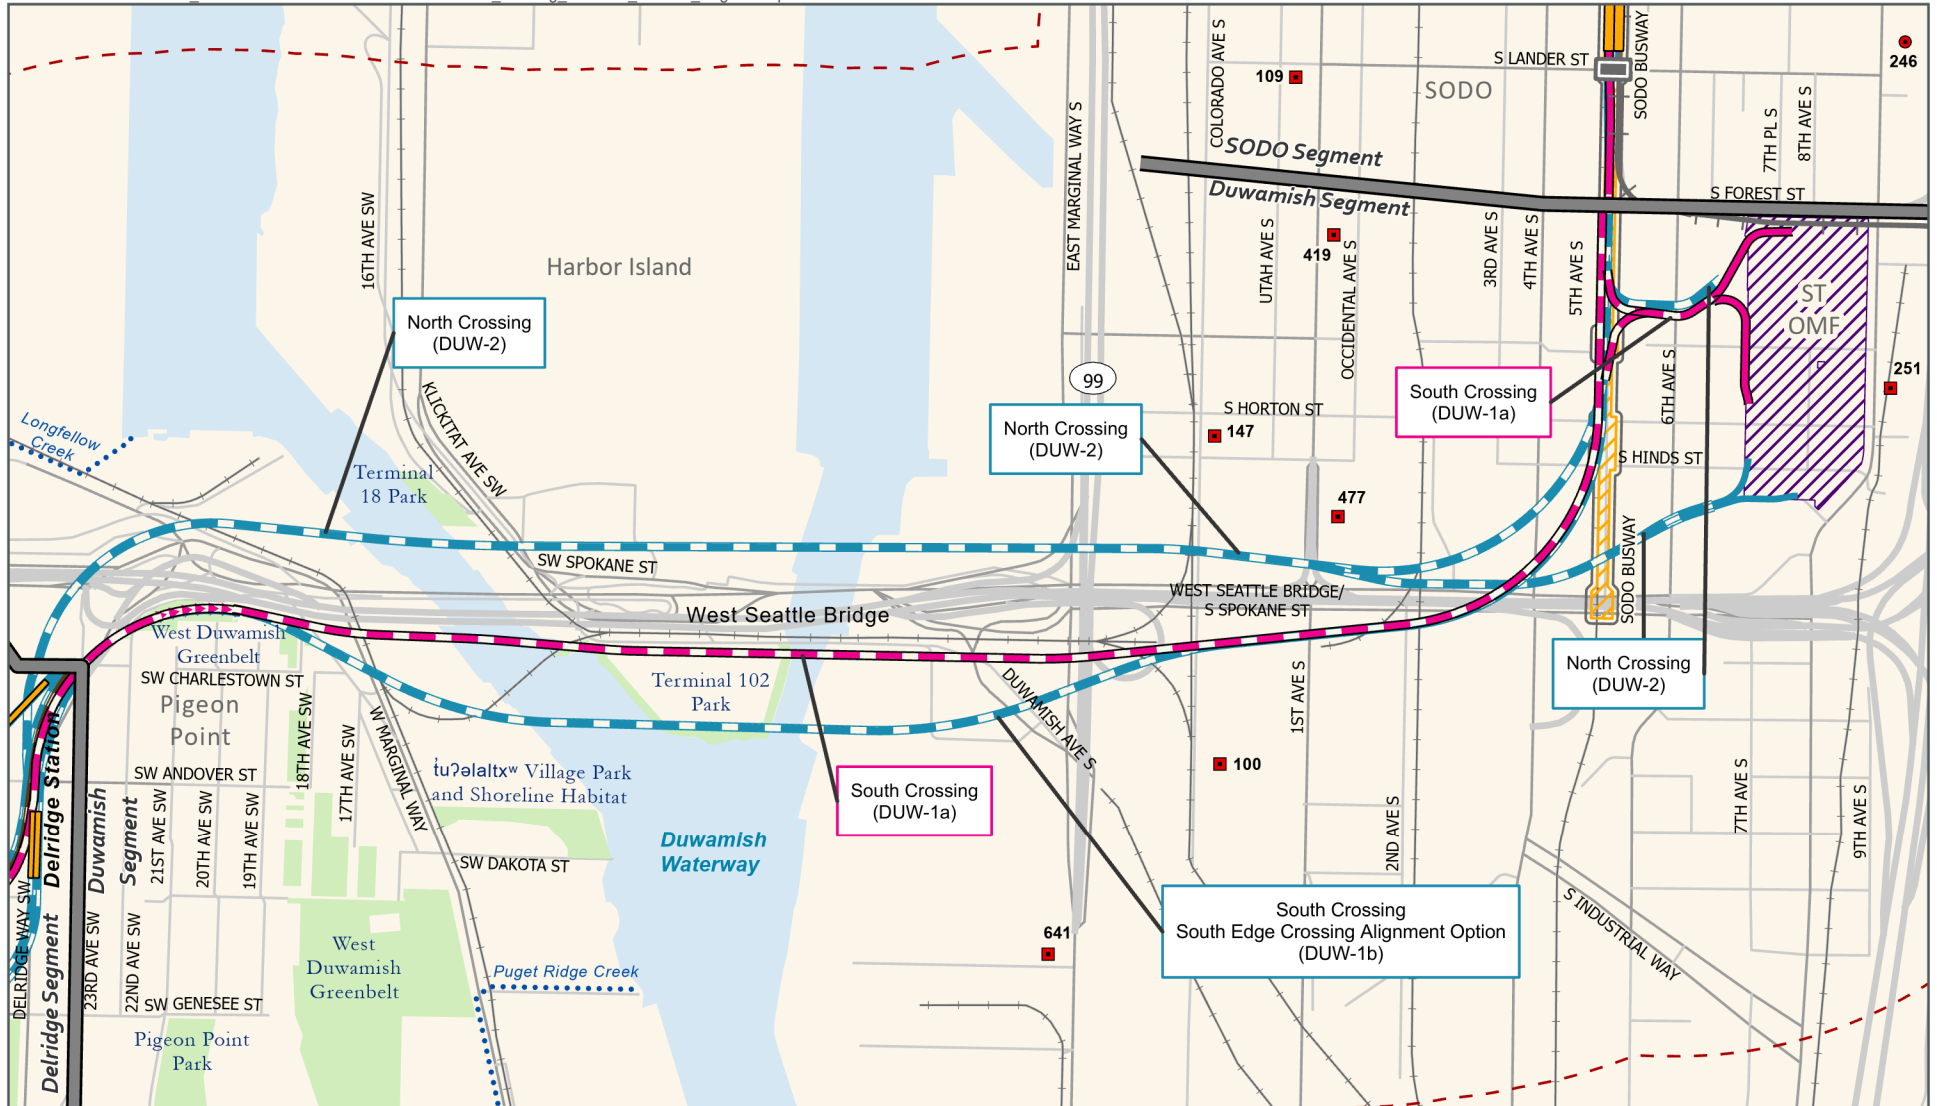 S LANDER ST
SODO BUSWAY
246
COLORADO AVE S
109
SODO
7TH PL S
8TH AVE S
EAST MARGINAL WAY S
SODO Segment
Duwamish Segment
S FOREST ST
16TH AVE SW
Harbor Island
UTAH AVE S
419
OCCIDENTAL AVE S
3RD AVE S
4TH AVE S
5TH AVE S
ST
OMF
North Crossing
(DUW-2)
99
6TH AVE S
251
South Crossing
(DUW-1a)
KLICKITAT AVE SW
S HORTON ST
147
North Crossing
(DUW-2)
Longfellow
Creek
S HINDS ST
Terminal
18 Park
477
SW SPOKANE ST
SODO BUSWAY
WEST SEATTLE BRIDGE/
S SPOKANE ST
West Seattle Bridge
West Duwamish
Greenbelt
SW CHARLESTOWN ST
Terminal 102
Park
North Crossing
(DUW-2)
Pigeon
Point
18TH AVE SW
17TH AVE SW
W MARGINAL WAY
DUWAMISH AVE S
1ST AVE S
Delridge Station
SW ANDOVER ST
t̓uʔəlaltxʷ Village Park
and Shoreline Habitat
South Crossing
(DUW-1a)
100
7TH AVE S
9TH AVE S
2ND AVE S
Duwamish
Segment
21ST AVE SW
20TH AVE SW
19TH AVE SW
Duwamish
Waterway
SW DAKOTA ST
DELRIDGE WAY SW
Delridge Segment
23RD AVE SW
22ND AVE SW
South Crossing
South Edge Crossing Alignment Option
(DUW-1b)
S INDUSTRIAL WAY
641
West
Duwamish
Greenbelt
Puget Ridge Creek
SW GENESEE ST
Pigeon Point
Park